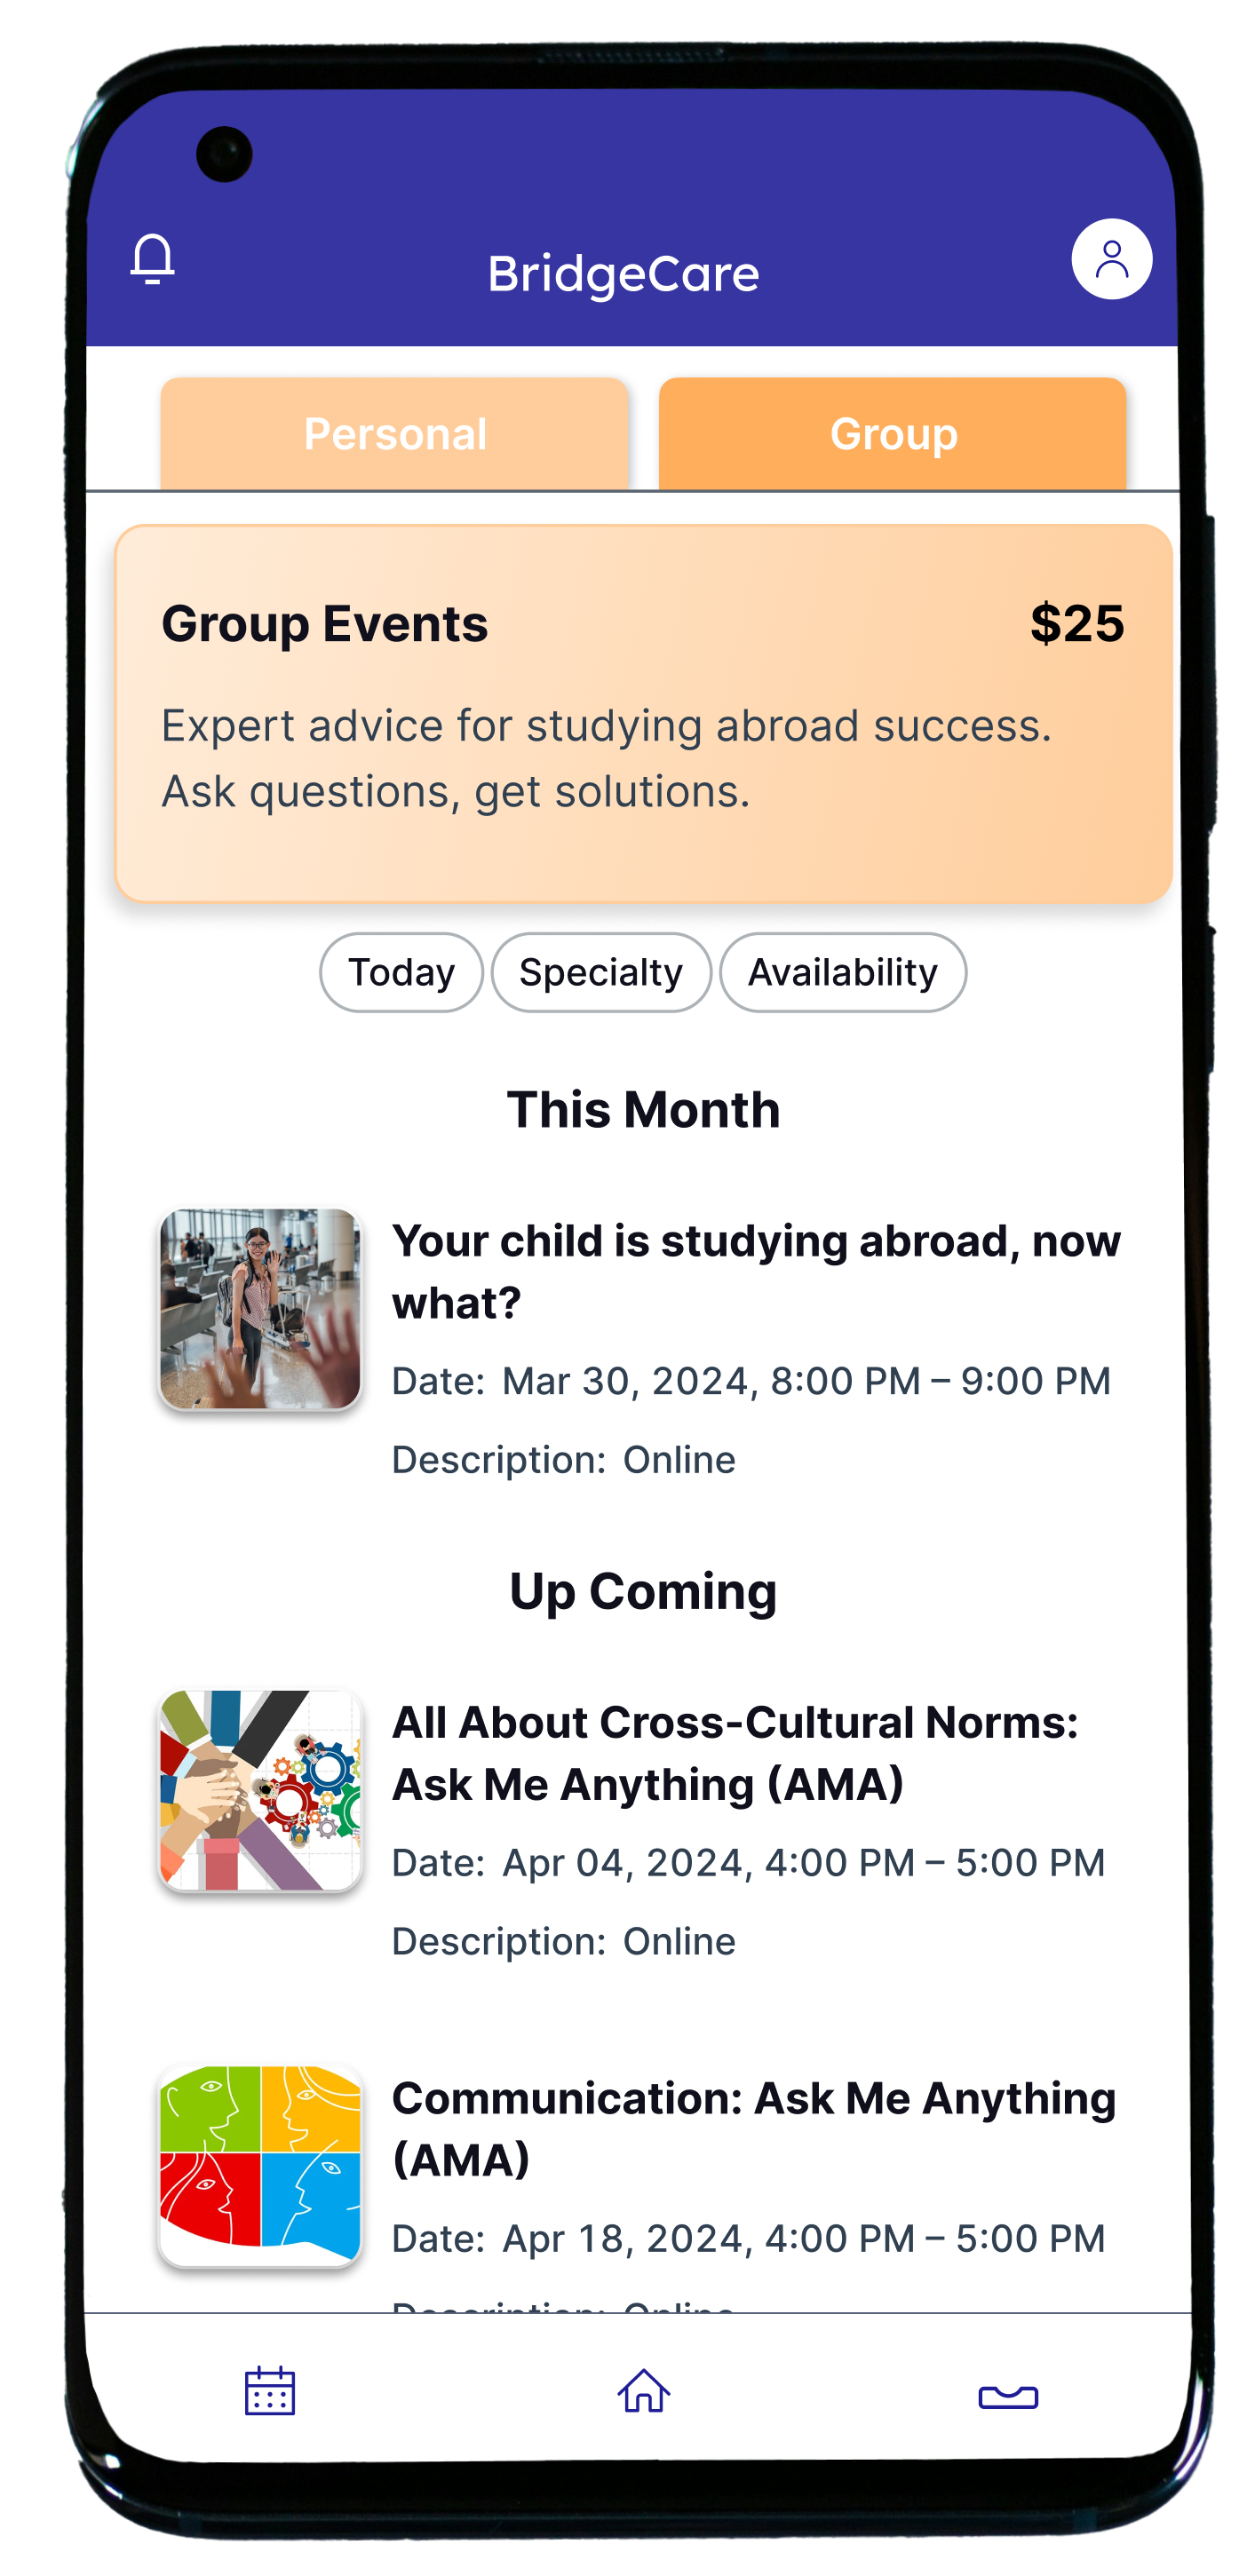 BridgeCare
Personal
Group
Group Events
$25
Expert advice for studying abroad success.
Ask questions, get solutions.
Today
Specialty
Availability
This Month
Your child is studying abroad, now
what?
Date: Mar 30, 2024, 8:00 PM – 9:00 PM
Description: Online
Up Coming
All About Cross-Cultural Norms:
Ask Me Anything (AMA)
Date: Apr 04, 2024, 4:00 PM – 5:00 PM
Description: Online
Communication: Ask Me Anything
(AMA)
Date: Apr 18, 2024, 4:00 PM – 5:00 PM
Description: Online